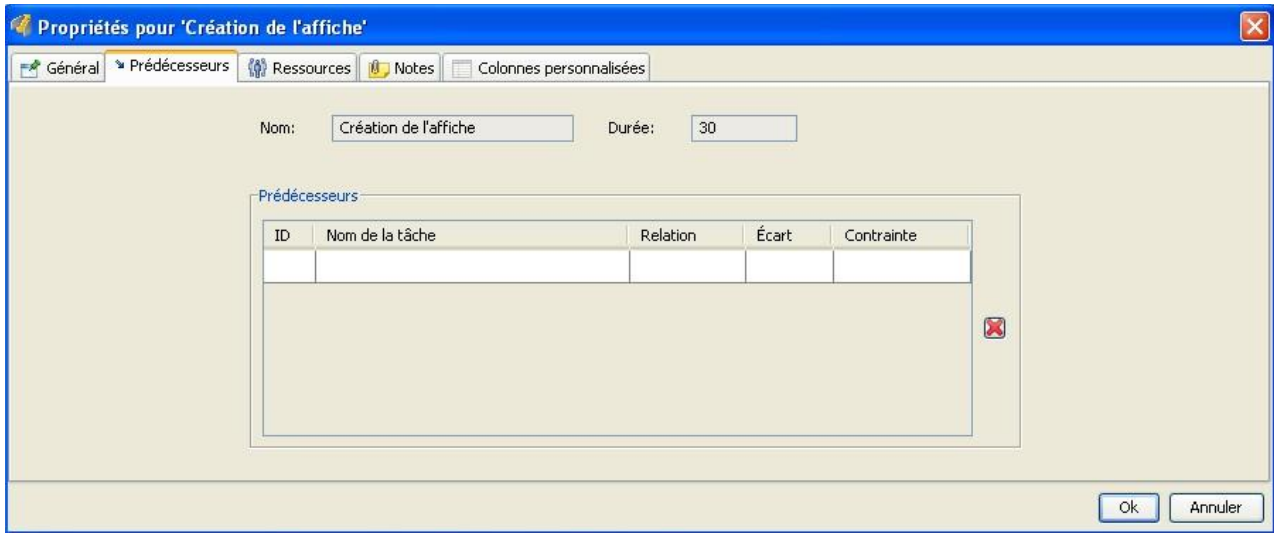 Propriétés pour 'Création de l'affiche'
Général Prédécesseurs Ressources Notes Colonnes personnalisées
Nom: Création de l'affiche Durée: 30
Prédécesseurs
ID Nom de la tâche Relation Écart Contrainte
Ok Annuler